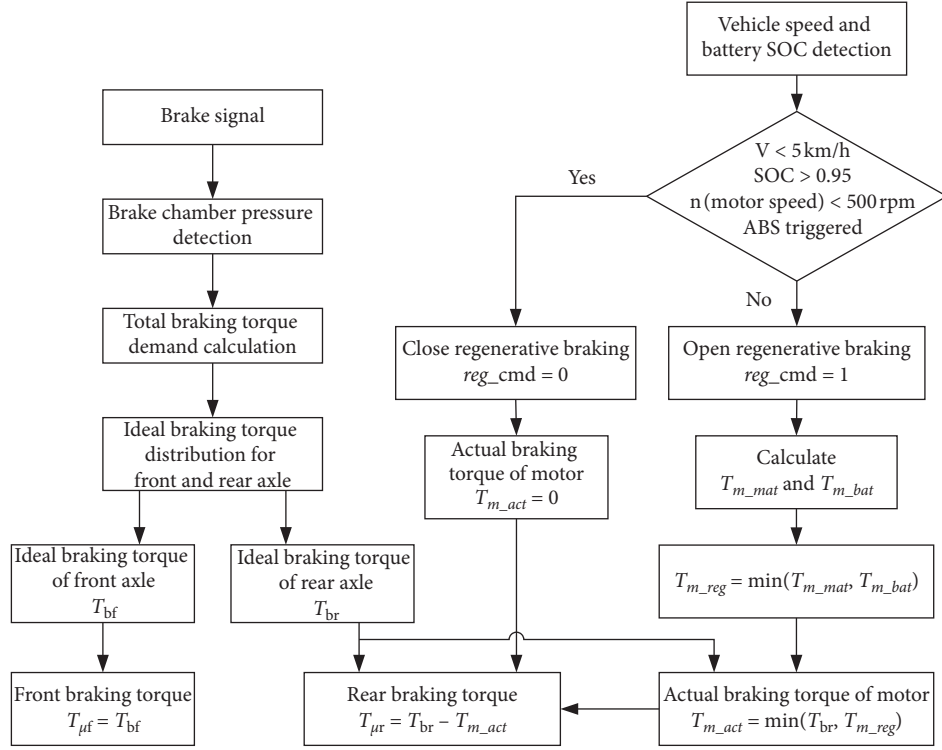 Brake signal
Brake chamber pressure
detection
Total braking torque
demand calculation
Ideal braking torque
distribution for
front and rear axle
Ideal braking torque
of front axle
T_bf
Ideal braking torque
of rear axle
T_br
Front braking torque
T_μf = T_bf
Vehicle speed and
battery SOC detection
V < 5 km/h
SOC > 0.95
n (motor speed) < 500 rpm
ABS triggered
Yes
No
Close regenerative braking
reg_cmd = 0
Actual braking
torque of motor
T_m_act = 0
Open regenerative braking
reg_cmd = 1
Calculate
T_m_mat and T_m_bat
T_m_reg = min(T_m_mat, T_m_bat)
Actual braking torque of motor
T_m_act = min(T_br, T_m_reg)
Rear braking torque
T_μr = T_br − T_m_act